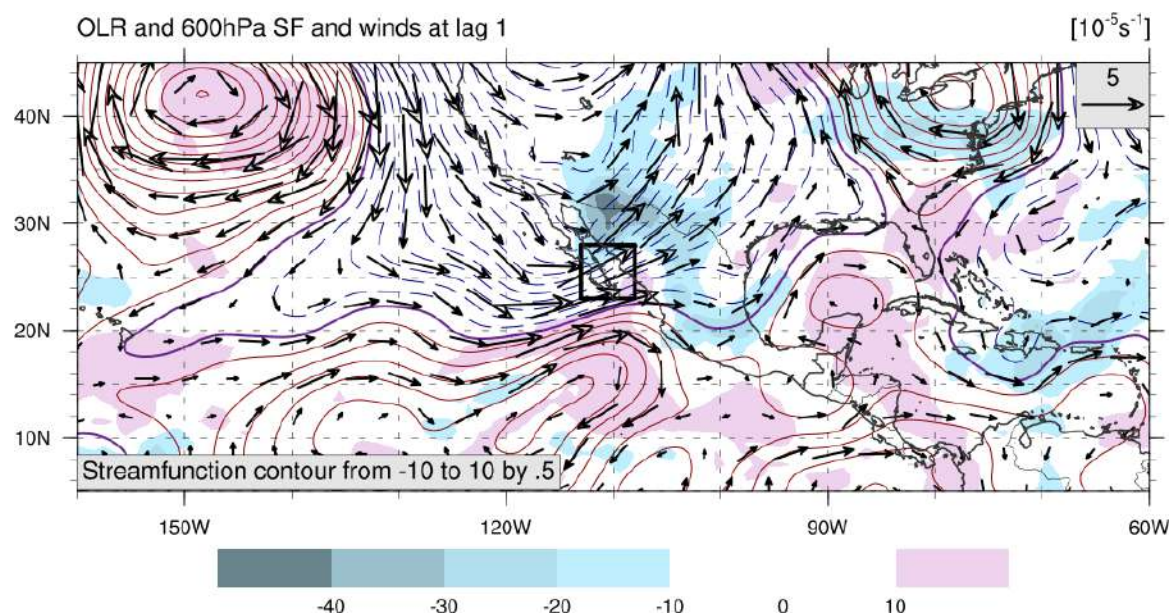 OLR and 600hPa SF and winds at lag 1
[10⁻⁵s⁻¹]
5
40N
30N
20N
10N
Streamfunction contour from -10 to 10 by .5
150W 120W 90W 60W
-40 -30 -20 -10 0 10